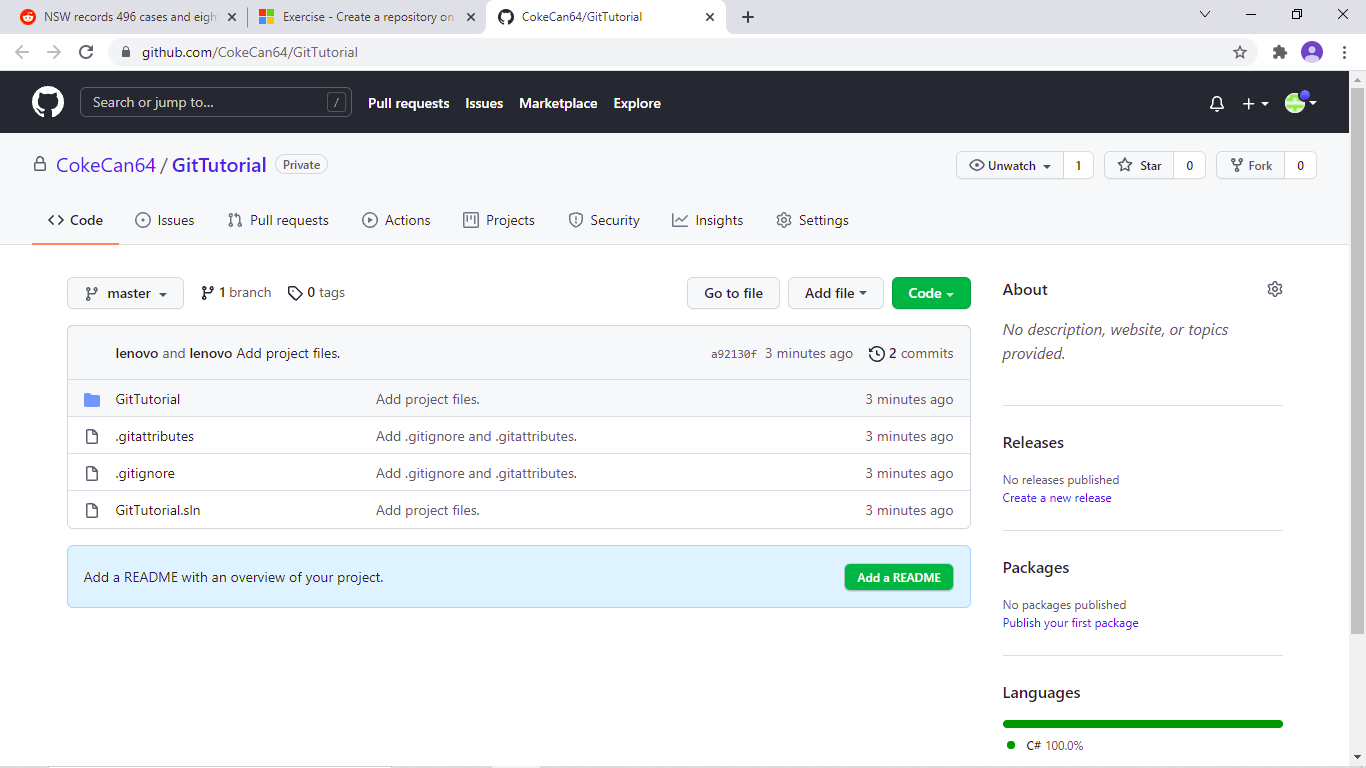 NSW records 496 cases and eigh
Exercise - Create a repository on
CokeCan64/GitTutorial
github.com/CokeCan64/GitTutorial
Search or jump to... /
Pull requests Issues Marketplace Explore
CokeCan64 / GitTutorial Private
Unwatch 1 Star 0 Fork 0
Code Issues Pull requests Actions Projects Security Insights Settings
master 1 branch 0 tags Go to file Add file Code
lenovo and lenovo Add project files. a92130f 3 minutes ago 2 commits
GitTutorial Add project files. 3 minutes ago
.gitattributes Add .gitignore and .gitattributes. 3 minutes ago
.gitignore Add .gitignore and .gitattributes. 3 minutes ago
GitTutorial.sln Add project files. 3 minutes ago
Add a README with an overview of your project. Add a README
About
No description, website, or topics
provided.
Releases
No releases published
Create a new release
Packages
No packages published
Publish your first package
Languages
C# 100.0%